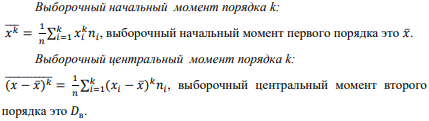 Выборочный начальный момент порядка k:
$\overline{x^k} = \frac{1}{n}\sum_{i=1}^{k} x_i^k n_i$, выборочный начальный момент первого порядка это $\bar{x}$.
Выборочный центральный момент порядка k:
$\overline{(x - \bar{x})^k} = \frac{1}{n}\sum_{i=1}^{k} (x_i - \bar{x})^k n_i$, выборочный центральный момент второго
порядка это $D_в$.